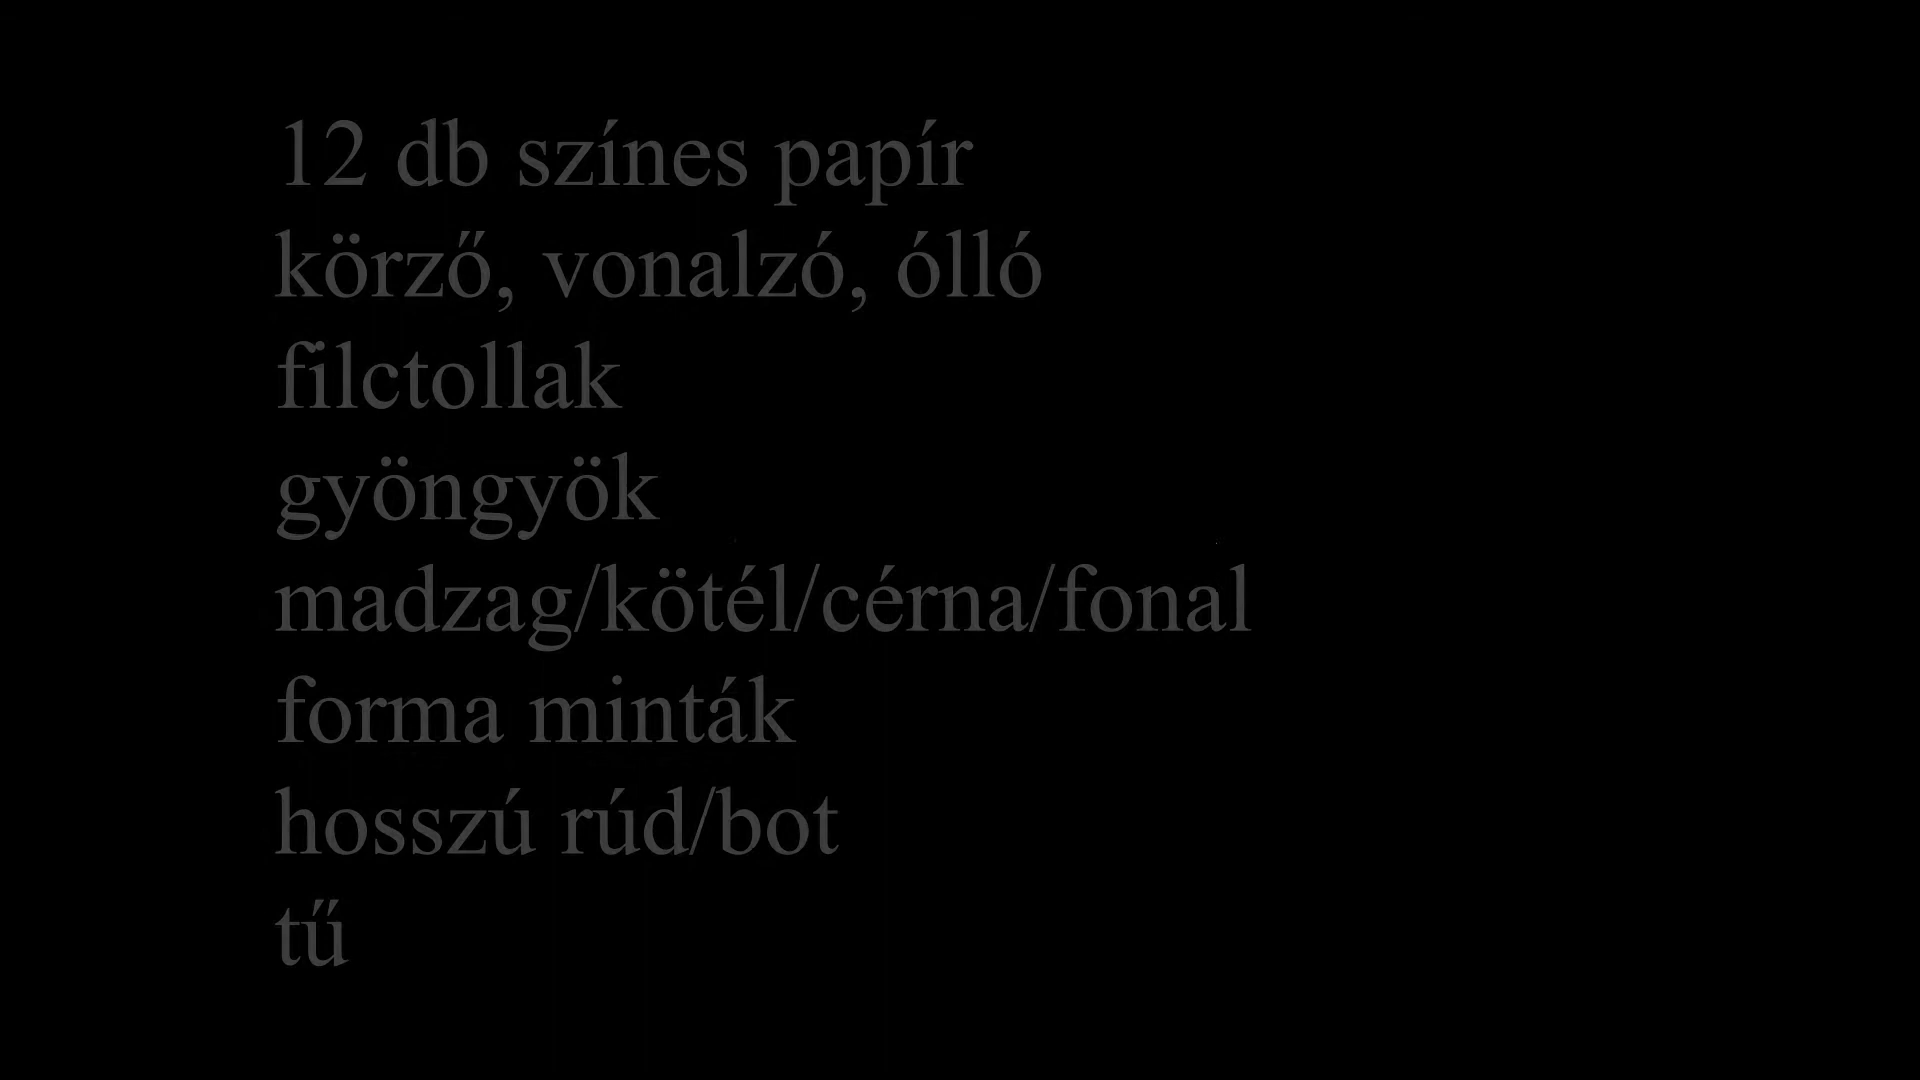 12 db színes papír
körző, vonalzó, ólló
filctollak
gyöngyök
madzag/kötél/cérna/fonal
forma minták
hosszú rúd/bot
tű